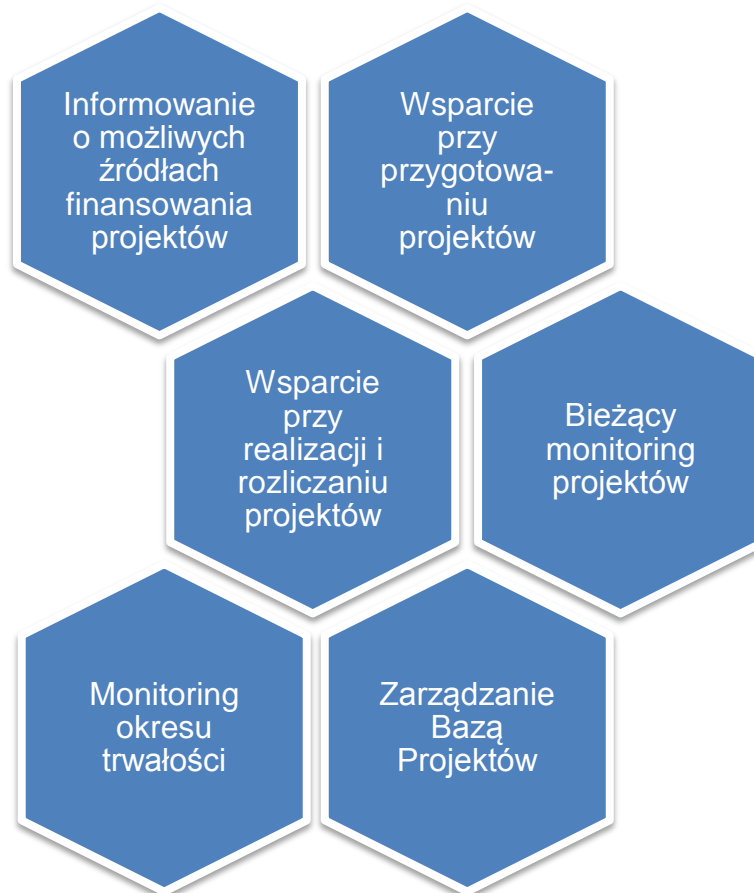 Informowanie
o możliwych
źródłach
finansowania
projektów
Wsparcie
przy
przygotowa-
niu
projektów
Wsparcie
przy
realizacji i
rozliczaniu
projektów
Bieżący
monitoring
projektów
Monitoring
okresu
trwałości
Zarządzanie
Bazą
Projektów